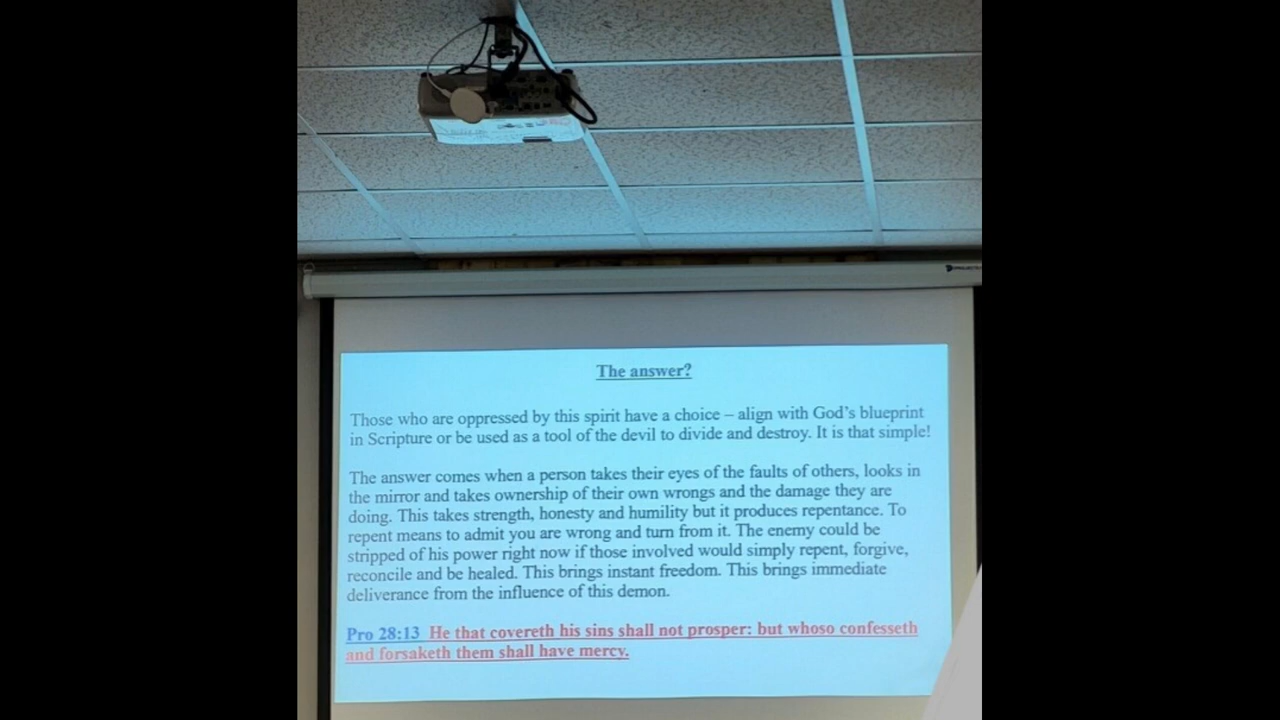 The answer?
Those who are oppressed by this spirit have a choice – align with God's blueprint
in Scripture or be used as a tool of the devil to divide and destroy. It is that simple!
The answer comes when a person takes their eyes of the faults of others, looks in
the mirror and takes ownership of their own wrongs and the damage they are
doing. This takes strength, honesty and humility but it produces repentance. To
repent means to admit you are wrong and turn from it. The enemy could be
stripped of his power right now if those involved would simply repent, forgive,
reconcile and be healed. This brings instant freedom. This brings immediate
deliverance from the influence of this demon.
Pro 28:13 He that covereth his sins shall not prosper: but whoso confesseth
and forsaketh them shall have mercy.